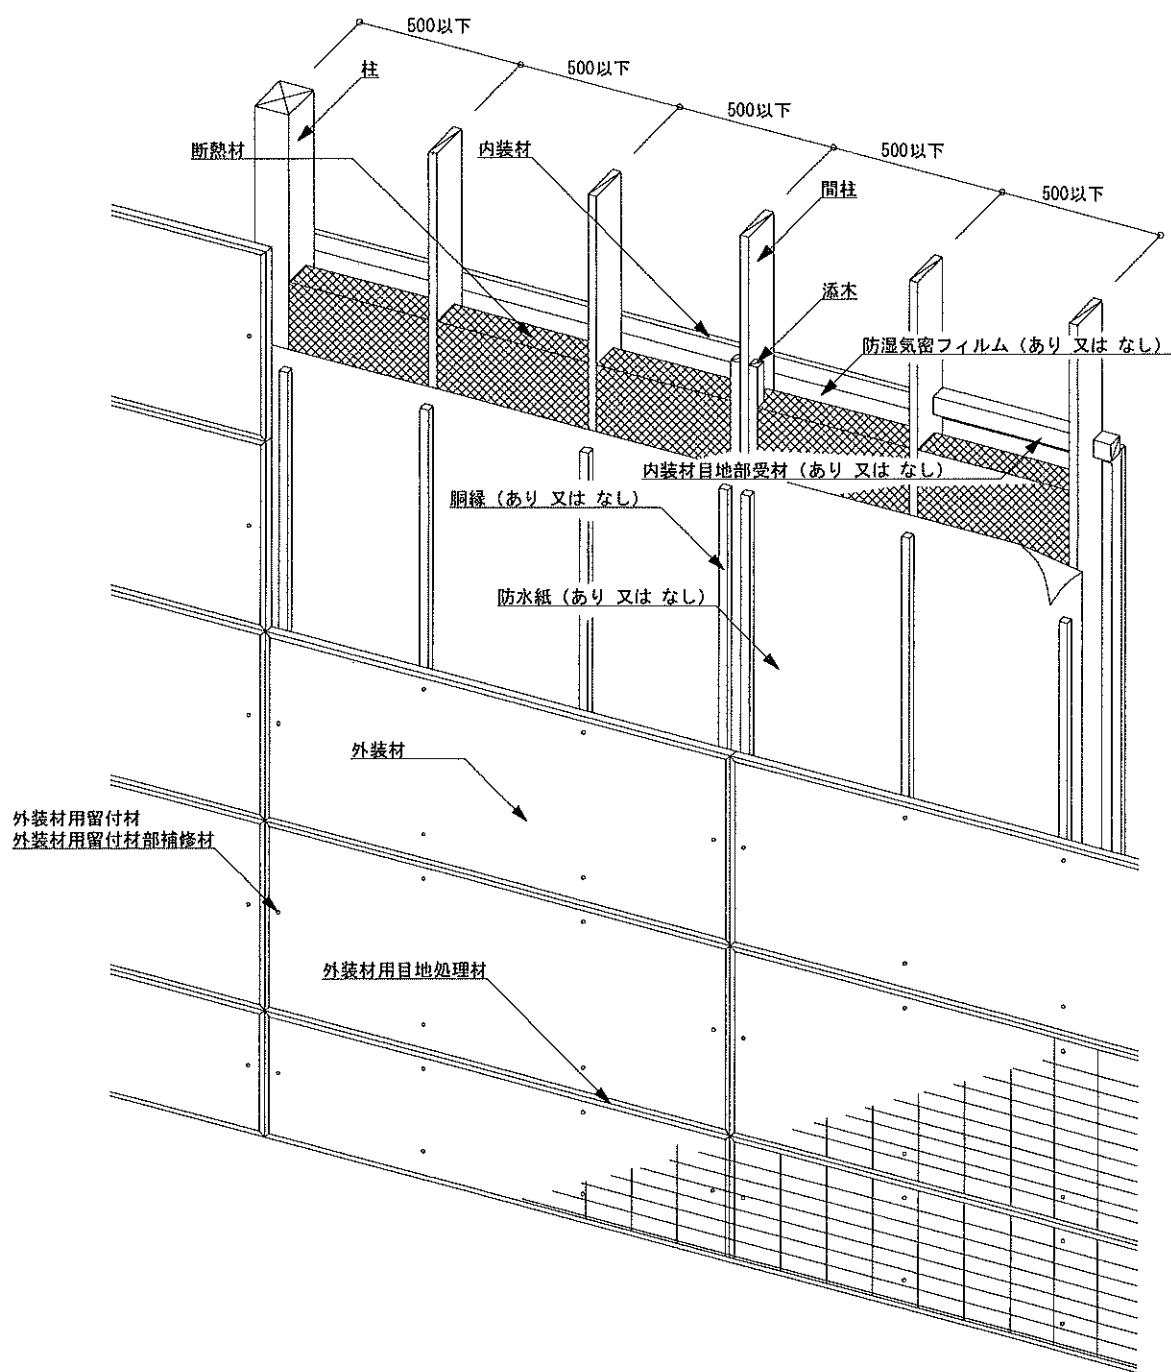 500以下
500以下
500以下
500以下
500以下
柱
断熱材
内装材
間柱
添木
防湿気密フィルム（あり 又は なし）
内装材目地部受材（あり 又は なし）
胴縁（あり 又は なし）
防水紙（あり 又は なし）
外装材
外装材用留付材
外装材用留付材部補修材
外装材用目地処理材